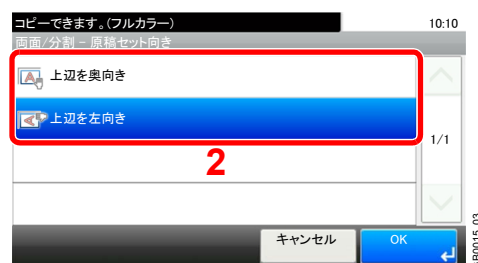 コピーできます。(フルカラー) 10:10
両面/分割 - 原稿セット向き
上辺を奥向き
上辺を左向き
1/1
2
キャンセル OK